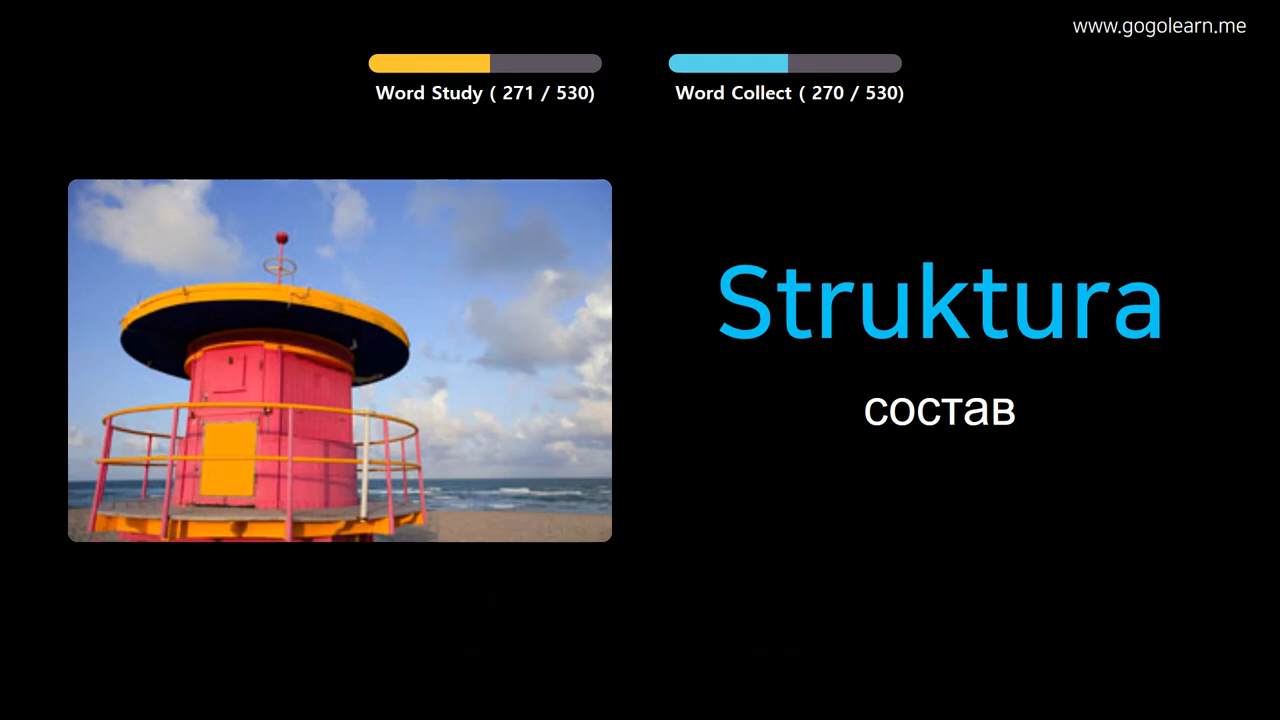 www.gogolearn.me
Word Study ( 271 / 530)
Word Collect ( 270 / 530)
Struktura
состав